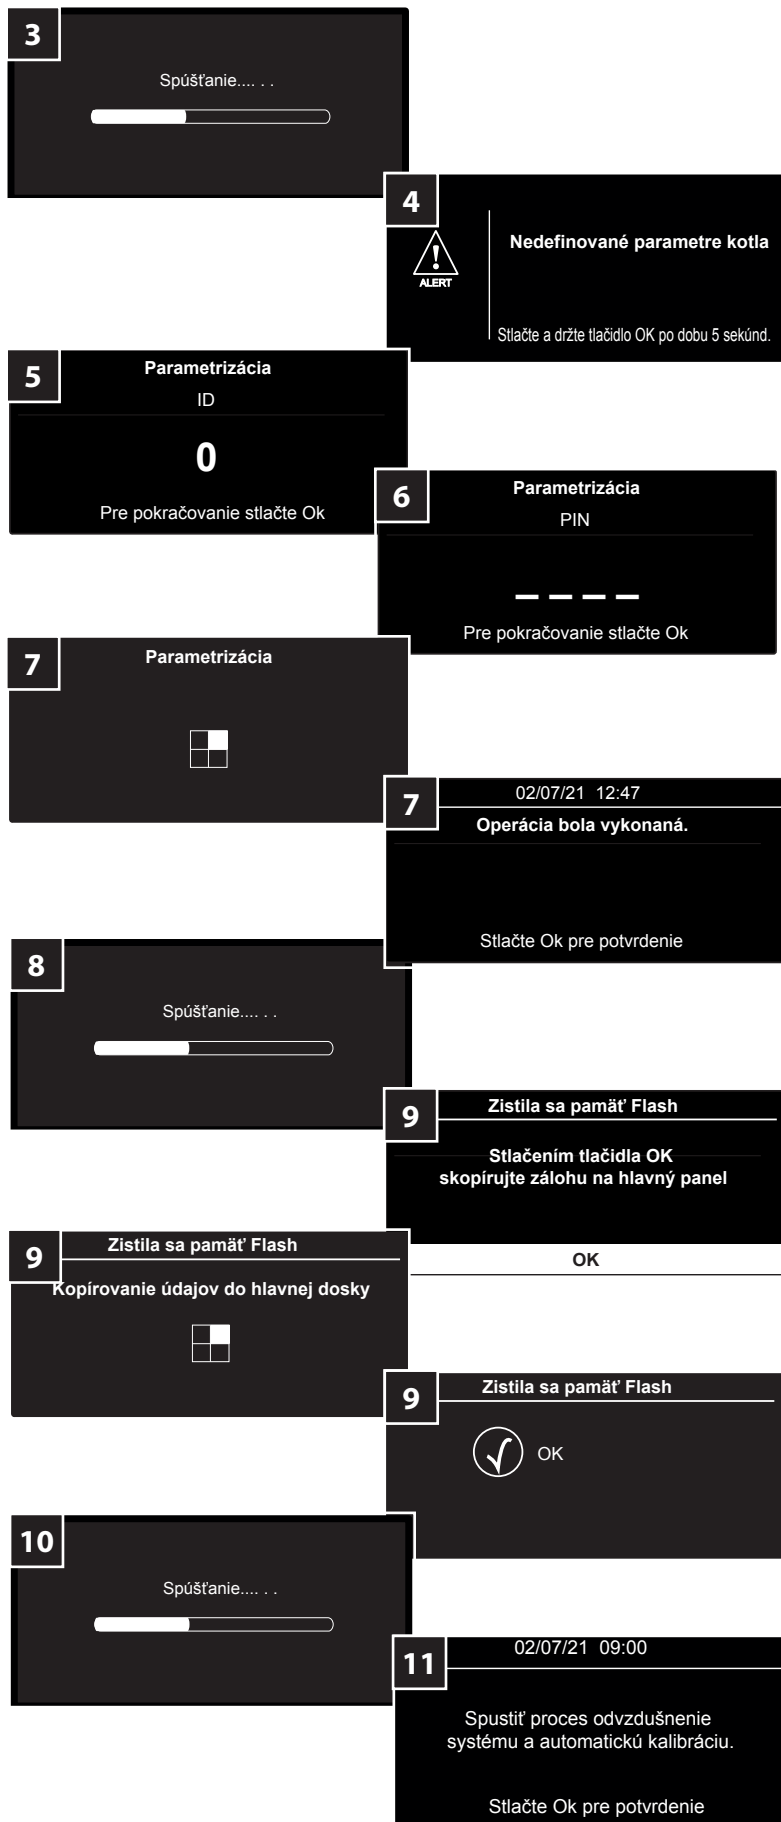 3
Spúšťanie.... . .
4
Nedefinované parametre kotla
ALERT
Stlačte a držte tlačidlo OK po dobu 5 sekúnd.
5
Parametrizácia
ID
0
Pre pokračovanie stlačte Ok
6
Parametrizácia
PIN
_ _ _ _
Pre pokračovanie stlačte Ok
7
Parametrizácia
7
02/07/21 12:47
Operácia bola vykonaná.
Stlačte Ok pre potvrdenie
8
Spúšťanie.... . .
9
Zistila sa pamäť Flash
Stlačením tlačidla OK
skopírujte zálohu na hlavný panel
OK
9
Zistila sa pamäť Flash
Kopírovanie údajov do hlavnej dosky
9
Zistila sa pamäť Flash
OK
10
Spúšťanie.... . .
11
02/07/21 09:00
Spustiť proces odvzdušnenie
systému a automatickú kalibráciu.
Stlačte Ok pre potvrdenie